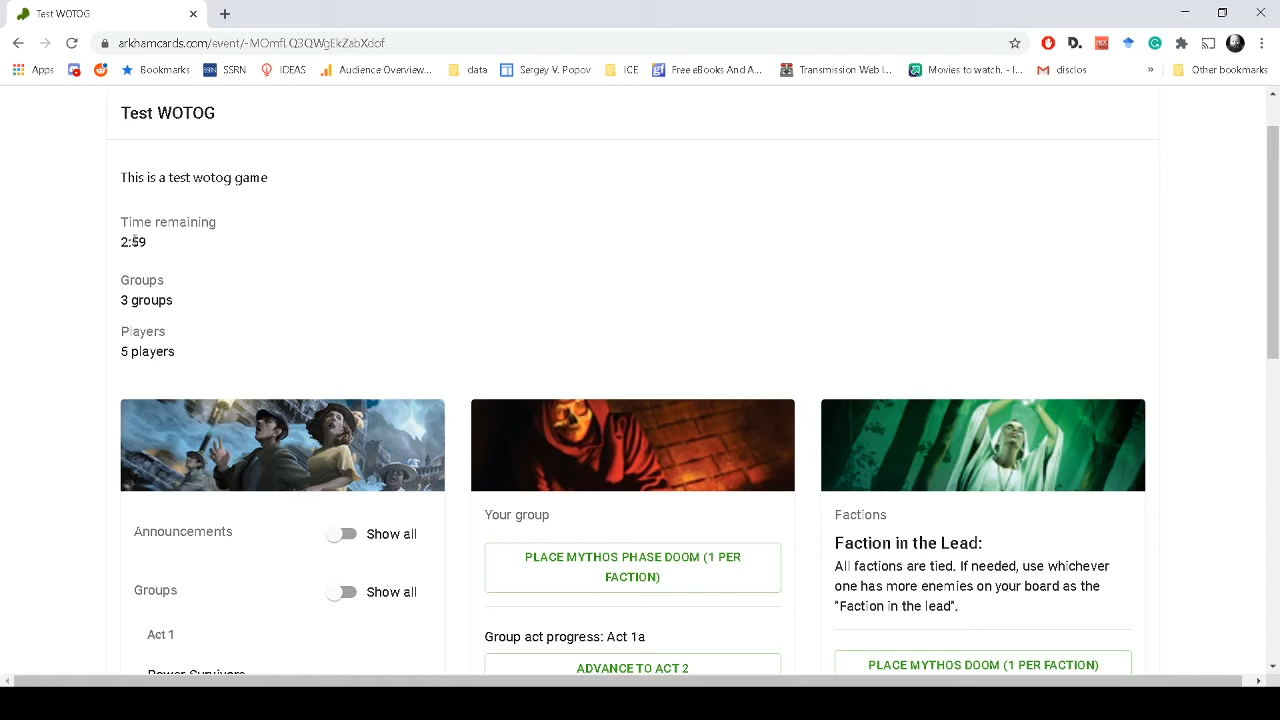 Test WOTOG
arkhamcards.com/event/-MOmfLQ3QWgEkZabXdof
Apps
Bookmarks
SSRN
IDEAS
Audience Overview...
data
Sergey V. Popov
ICE
Free eBooks And A...
Transmission Web I...
Movies to watch. - I...
disclos
»
Other bookmarks
Test WOTOG
This is a test wotog game
Time remaining
2:59
Groups
3 groups
Players
5 players
Announcements
Show all
Groups
Show all
Act 1
Power Survivors
Your group
PLACE MYTHOS PHASE DOOM (1 PER
FACTION)
Group act progress: Act 1a
ADVANCE TO ACT 2
Factions
Faction in the Lead:
All factions are tied. If needed, use whichever
one has more enemies on your board as the
"Faction in the lead".
PLACE MYTHOS DOOM (1 PER FACTION)